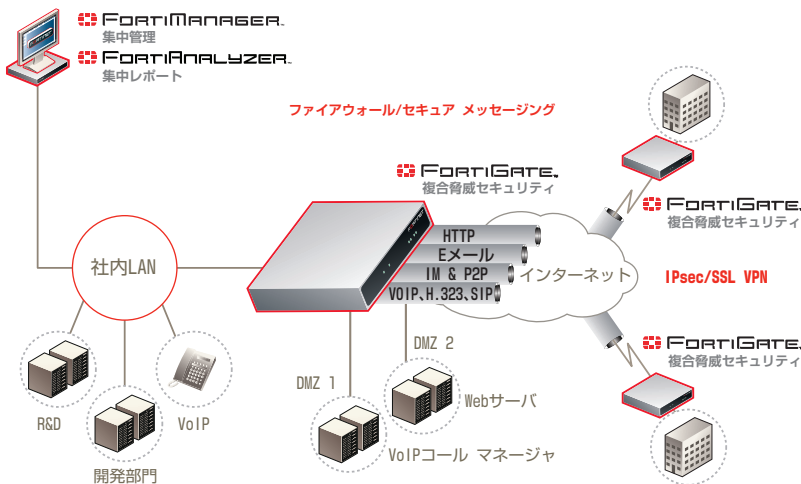 FORTIMANAGER.
集中管理
FORTIANALYZER.
集中レポート
ファイアウォール/セキュア メッセージング
FORTIGATE.
複合脅威セキュリティ
FORTIGATE.
複合脅威セキュリティ
HTTP
Eメール
IM & P2P
VOIP、H.323、SIP
インターネット
IPsec/SSL VPN
社内LAN
FORTIGATE.
複合脅威セキュリティ
DMZ 2
DMZ 1
R&D
VoIP
Webサーバ
開発部門
VoIPコール マネージャ